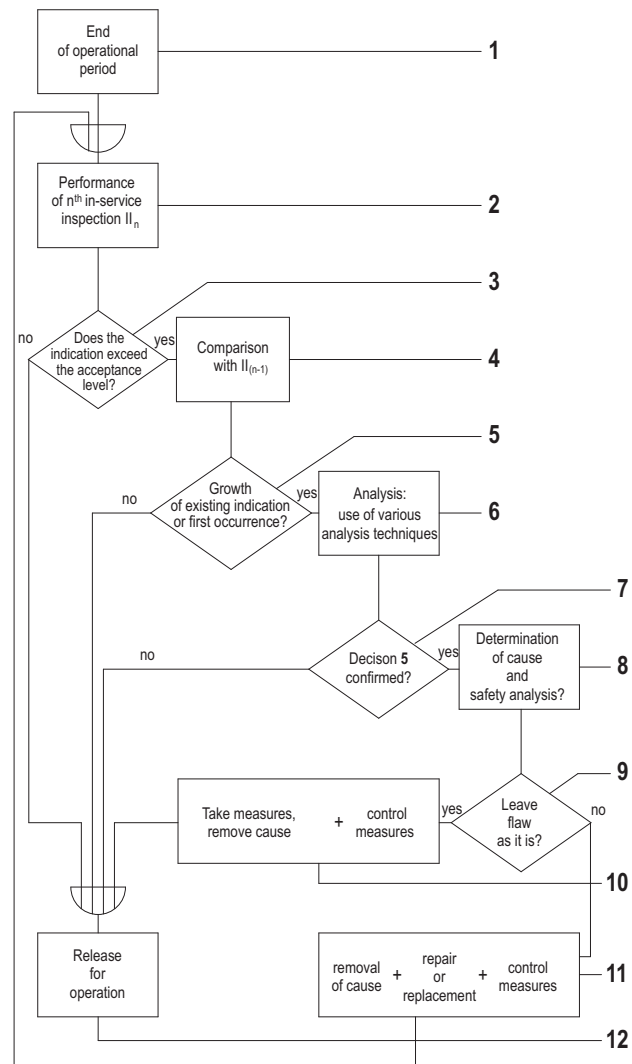 End
of operational
period
1
Performance
of nth in-service
inspection IIn
2
3
no
Does the
indication exceed
the acceptance
level?
yes
Comparison
with II(n-1)
4
5
no
Growth
of existing indication
or first occurrence?
yes
Analysis:
use of various
analysis techniques
6
7
no
Decison 5
confirmed?
yes
Determination
of cause
and
safety analysis?
8
9
Take measures,
remove cause
+
control
measures
yes
Leave
flaw
as it is?
no
10
Release
for
operation
removal
of cause
+
repair
or
replacement
+
control
measures
11
12